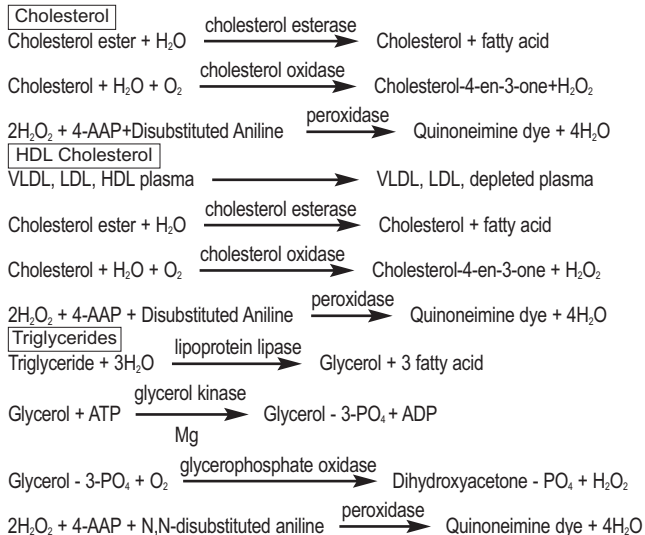 Cholesterol
cholesterol esterase
Cholesterol ester + H₂O Cholesterol + fatty acid
cholesterol oxidase
Cholesterol + H₂O + O₂ Cholesterol-4-en-3-one+H₂O₂
peroxidase
2H₂O₂ + 4-AAP+Disubstituted Aniline Quinoneimine dye + 4H₂O
HDL Cholesterol
VLDL, LDL, HDL plasma VLDL, LDL, depleted plasma
cholesterol esterase
Cholesterol ester + H₂O Cholesterol + fatty acid
cholesterol oxidase
Cholesterol + H₂O + O₂ Cholesterol-4-en-3-one + H₂O₂
peroxidase
2H₂O₂ + 4-AAP + Disubstituted Aniline Quinoneimine dye + 4H₂O
Triglycerides
lipoprotein lipase
Triglyceride + 3H₂O Glycerol + 3 fatty acid
glycerol kinase
Glycerol + ATP Glycerol - 3-PO₄ + ADP
Mg
glycerophosphate oxidase
Glycerol - 3-PO₄ + O₂ Dihydroxyacetone - PO₄ + H₂O₂
peroxidase
2H₂O₂ + 4-AAP + N,N-disubstituted aniline Quinoneimine dye + 4H₂O